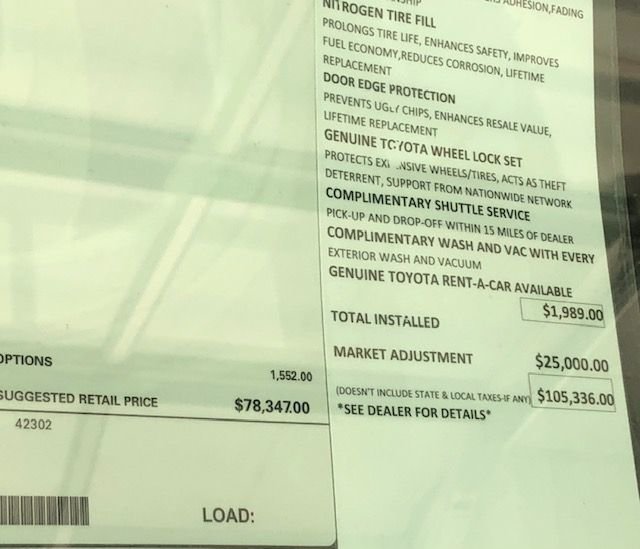 ADHESION,FADING
NITROGEN TIRE FILL
PROLONGS TIRE LIFE, ENHANCES SAFETY, IMPROVES
FUEL ECONOMY,REDUCES CORROSION, LIFETIME
REPLACEMENT
DOOR EDGE PROTECTION
PREVENTS UGLY CHIPS, ENHANCES RESALE VALUE,
LIFETIME REPLACEMENT
GENUINE TOYOTA WHEEL LOCK SET
PROTECTS EXPENSIVE WHEELS/TIRES, ACTS AS THEFT
DETERRENT, SUPPORT FROM NATIONWIDE NETWORK
COMPLIMENTARY SHUTTLE SERVICE
PICK-UP AND DROP-OFF WITHIN 15 MILES OF DEALER
COMPLIMENTARY WASH AND VAC WITH EVERY
EXTERIOR WASH AND VACUUM
GENUINE TOYOTA RENT-A-CAR AVAILABLE
TOTAL INSTALLED $1,989.00
MARKET ADJUSTMENT $25,000.00
(DOESN'T INCLUDE STATE & LOCAL TAXES-IF ANY) $105,336.00
*SEE DEALER FOR DETAILS*
OPTIONS 1,552.00
SUGGESTED RETAIL PRICE $78,347.00
42302
LOAD: